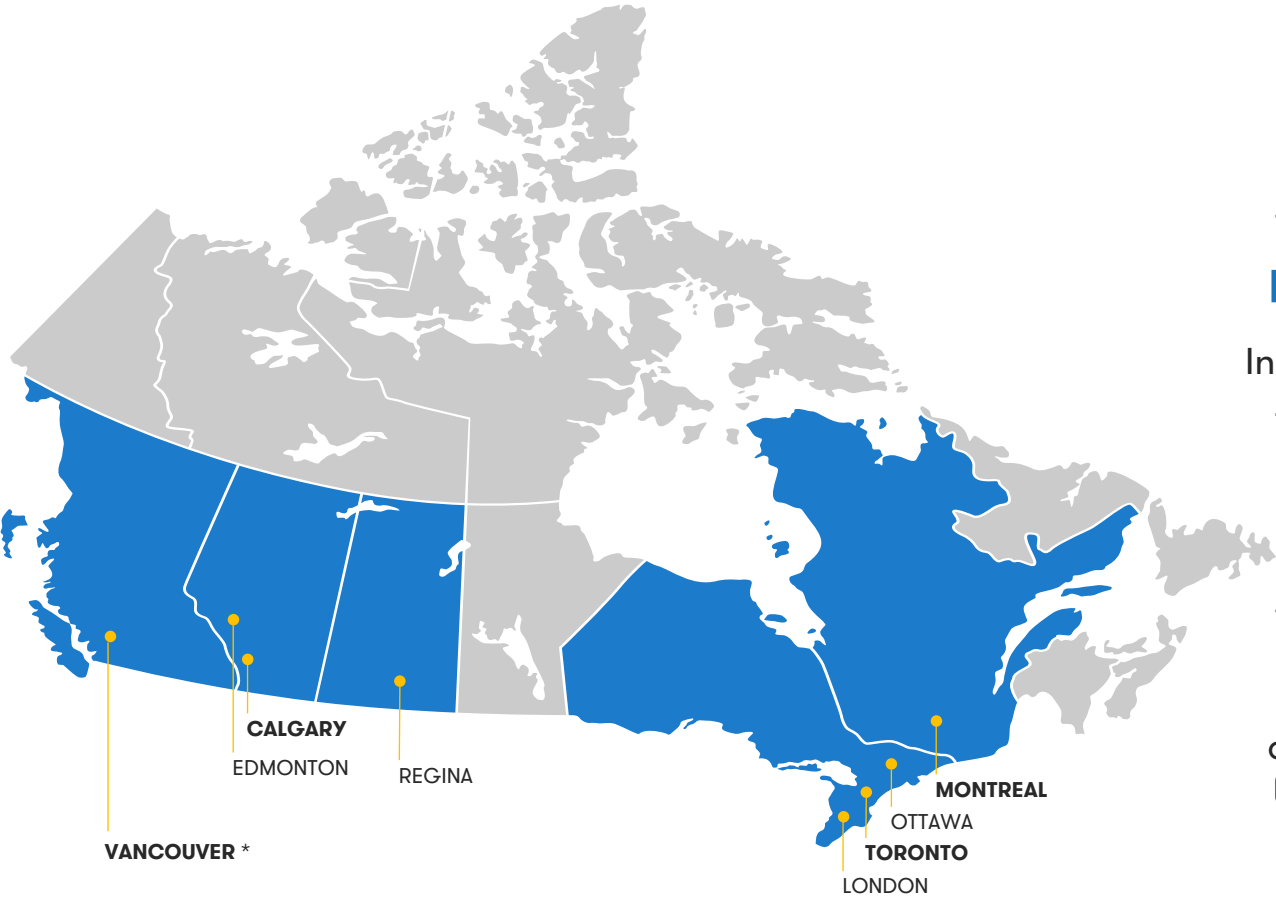 In
CALGARY
EDMONTON
REGINA
MONTREAL
OTTAWA
VANCOUVER *
TORONTO
LONDON